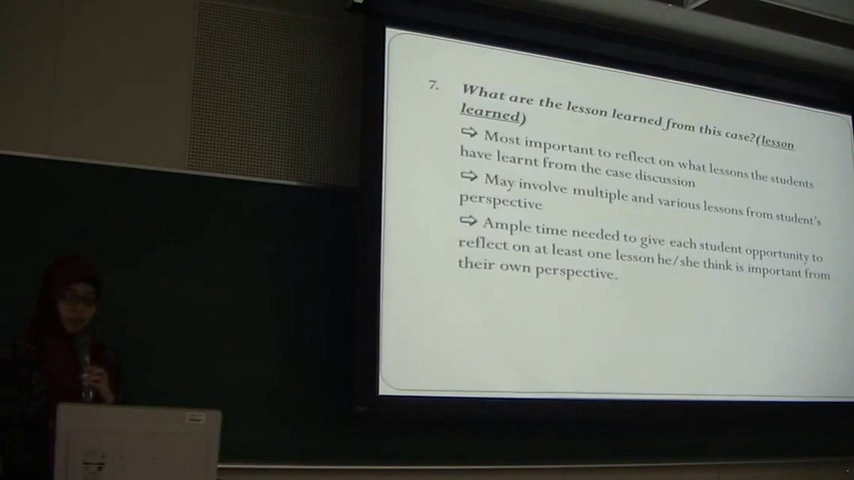 7. What are the lesson learned from this case?(lesson
learned)
⇨ Most important to reflect on what lessons the students
have learnt from the case discussion
⇨ May involve multiple and various lessons from student's
perspective
⇨ Ample time needed to give each student opportunity to
reflect on at least one lesson he/she think is important from
their own perspective.